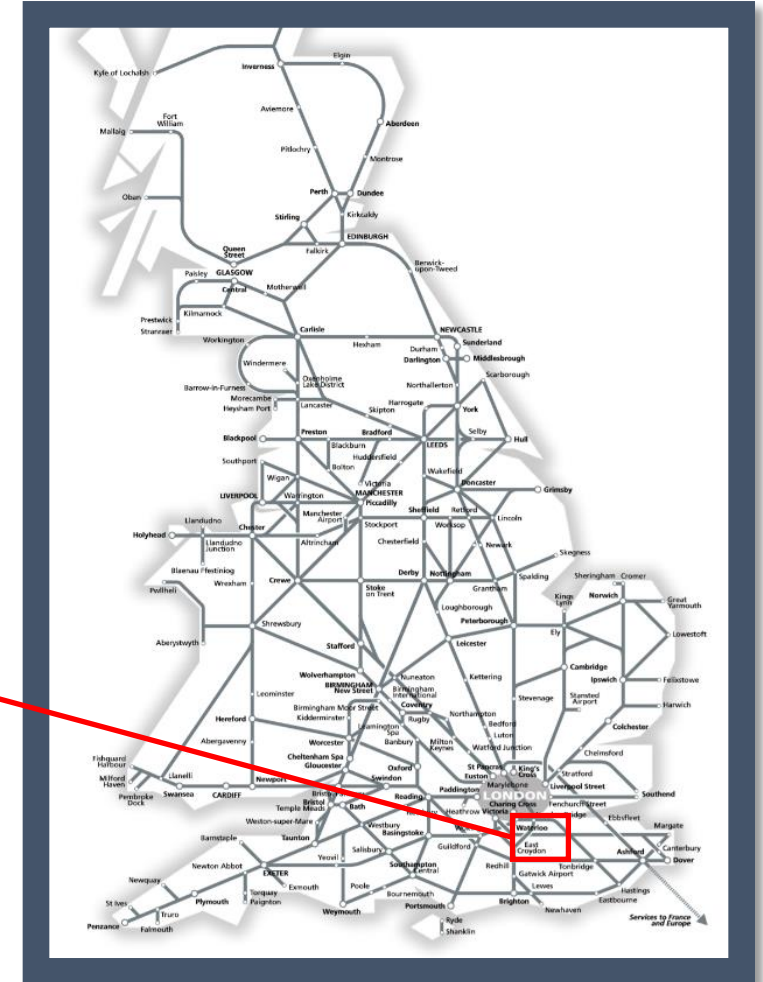 Elgin
Inverness
Kyle of Lochalsh
Aviemore
Fort
William
Mallaig
Aberdeen
Pitlochry
Montrose
Perth
Dundee
Oban
Stirling
Kirkcaldy
EDINBURGH
Queen
Street
Falkirk
Berwick-
upon-Tweed
Paisley
GLASGOW
Central
Motherwell
Prestwick
Kilmarnock
Stranraer
Carlisle
NEWCASTLE
Workington
Hexham
Sunderland
Durham
Darlington
Middlesbrough
Windermere
Scarborough
Oxenholme
Lake District
Northallerton
Barrow-in-Furness
Morecambe
Heysham Port
Lancaster
Harrogate
Skipton
York
Blackpool
Preston
Bradford
Selby
Hull
Blackburn
LEEDS
Southport
Huddersfield
Bolton
Wakefield
Wigan
Victoria
Doncaster
LIVERPOOL
Warrington
MANCHESTER
Piccadilly
Grimsby
Manchester
Airport
Sheffield
Retford
Lincoln
Llandudno
Stockport
Worksop
Holyhead
Chester
Llandudno
Junction
Altrincham
Chesterfield
Newark
Skegness
Blaenau Ffestiniog
Derby
Nottingham
Spalding
Sheringham
Cromer
Pwllheli
Wrexham
Crewe
Stoke
on Trent
Grantham
Kings
Lynn
Norwich
Great
Yarmouth
Loughborough
Shrewsbury
Peterborough
Ely
Lowestoft
Aberystwyth
Stafford
Leicester
Wolverhampton
Nuneaton
Cambridge
BIRMINGHAM
New Street
Birmingham
International
Kettering
Ipswich
Felixstowe
Leominster
Coventry
Stevenage
Stansted
Airport
Harwich
Birmingham Moor Street
Kidderminster
Rugby
Northampton
Hereford
Leamington
Spa
Bedford
Colchester
Worcester
Banbury
Milton
Keynes
Luton
Abergavenny
Watford Junction
Chelmsford
Cheltenham Spa
Gloucester
Fishguard
Harbour
Oxford
St Pancras
Euston
King's
Cross
Stratford
Milford
Haven
Llanelli
Newport
Swindon
Marylebone
Liverpool Street
Pembroke
Dock
Swansea
CARDIFF
Reading
Paddington
LONDON
Southend
Bristol
Temple Meads
Bath
Heathrow
Victoria
Charing Cross
Fenchurch Street
Ebbsfleet
Weston-super-Mare
Westbury
Basingstoke
Waterloo
Margate
Barnstaple
Taunton
Salisbury
Guildford
East
Croydon
Canterbury
Yeovil
Ashford
Dover
Newton Abbot
Southampton
Central
Redhill
Tonbridge
EXETER
Gatwick Airport
Newquay
Exmouth
Poole
Lewes
Hastings
Torquay
Paignton
Bournemouth
Eastbourne
St Ives
Plymouth
Weymouth
Portsmouth
Brighton
Newhaven
Truro
Ryde
Services to France
and Europe
Penzance
Falmouth
Shanklin